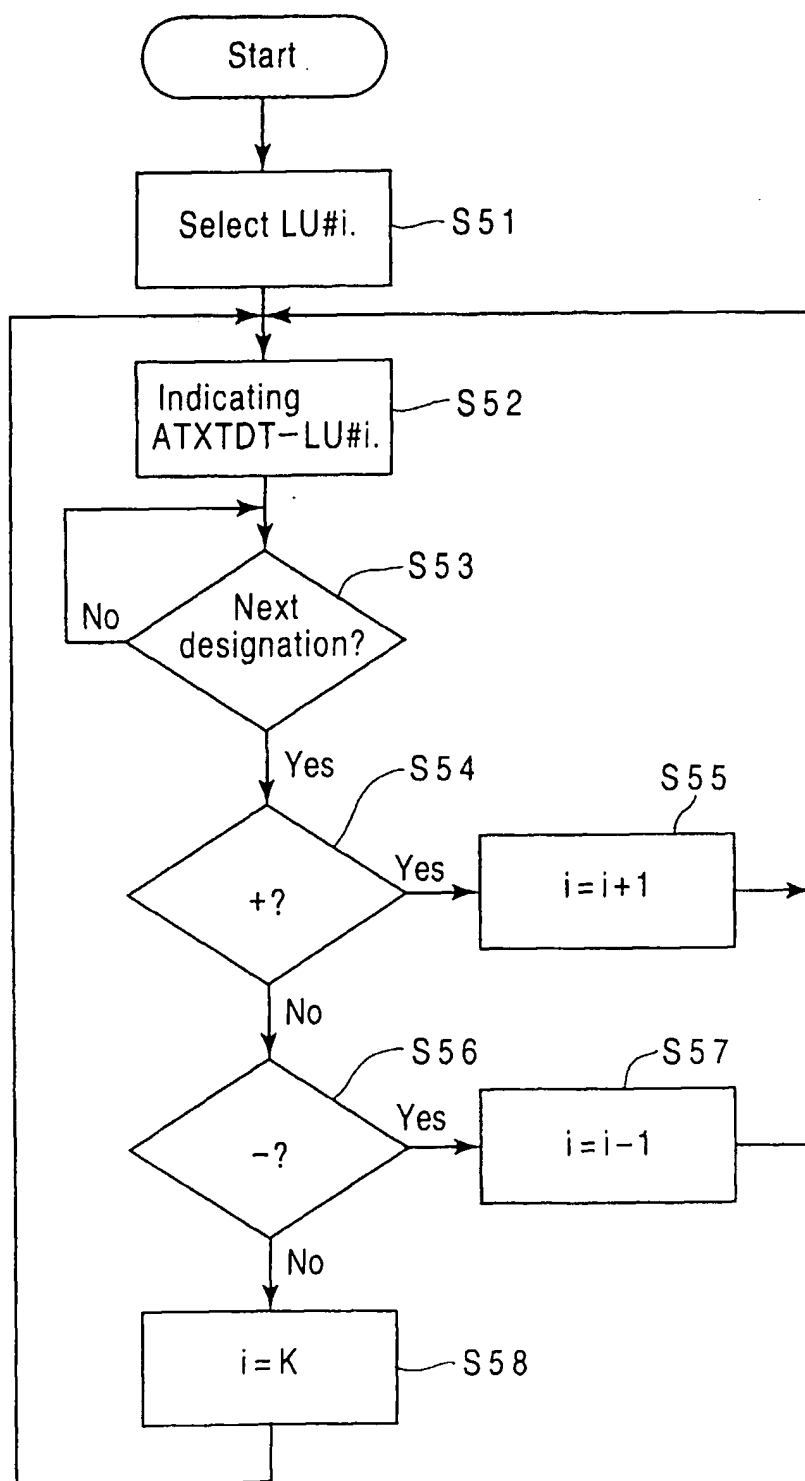 Start
Select LU#i.
S51
Indicating
ATXTDT-LU#i.
S52
S53
Next
designation?
No
Yes
S54
S55
+?
Yes
i=i+1
No
S56
S57
-?
Yes
i=i-1
No
i=K
S58